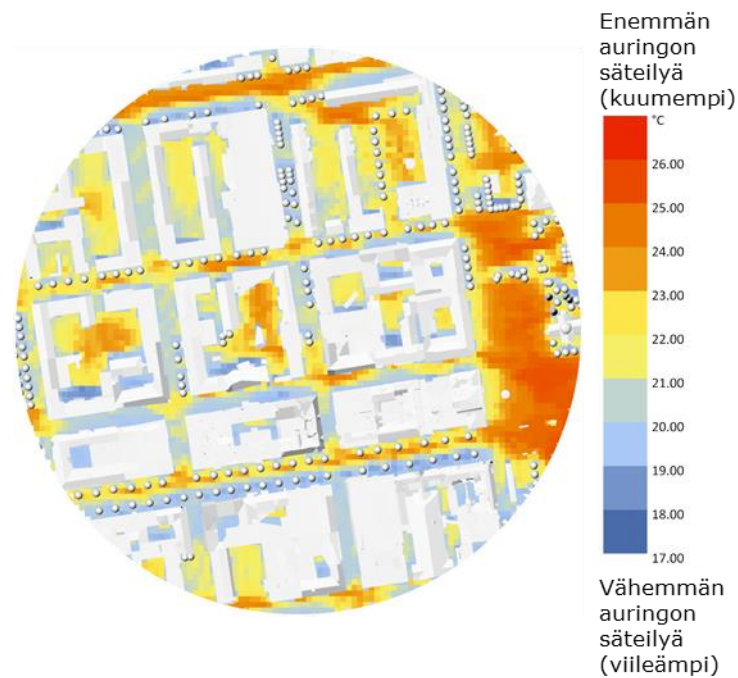 Enemmän
auringon
säteilyä
(kuumempi)
°C
26.00
25.00
24.00
23.00
22.00
21.00
20.00
19.00
18.00
17.00
Vähemmän
auringon
säteilyä
(viileämpi)